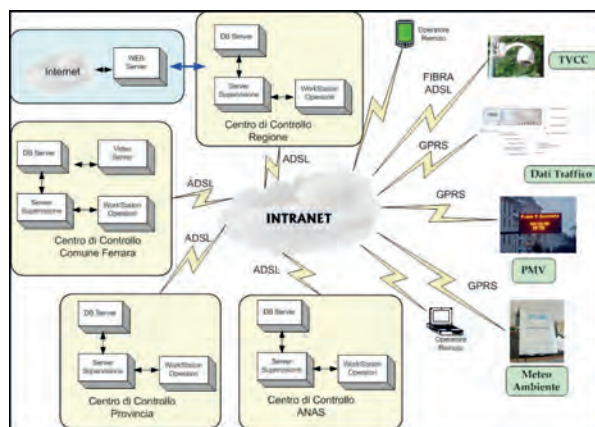 Internet
WEB
Server
DB Server
Server
Supervisione
WorkStation
Operatori
Centro di Controllo
Regione
Operatore
Remoto
TVCC
FIBRA
ADSL
GPRS
Dati Traffico
DB Server
Video
Server
Server
Supervisione
WorkStation
Operatori
Centro di Controllo
Comune Ferrara
ADSL
ADSL
INTRANET
GPRS
PMV
ADSL
ADSL
GPRS
Operatore
Remoto
Meteo
Ambiente
DB Server
Server
Supervisione
WorkStation
Operatori
Centro di Controllo
Provincia
DB Server
Server
Supervisione
WorkStation
Operatori
Centro di Controllo
ANAS